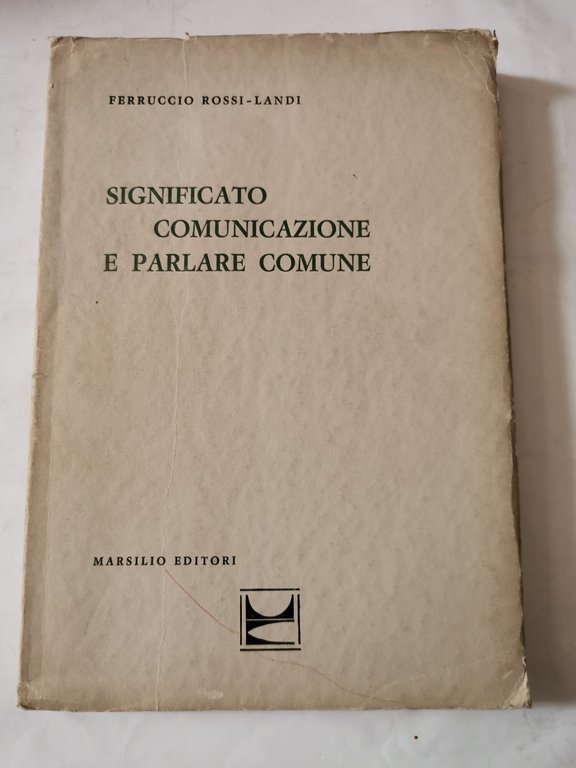 FERRUCCIO ROSSI-LANDI
SIGNIFICATO
COMUNICAZIONE
E PARLARE COMUNE
MARSILIO EDITORI